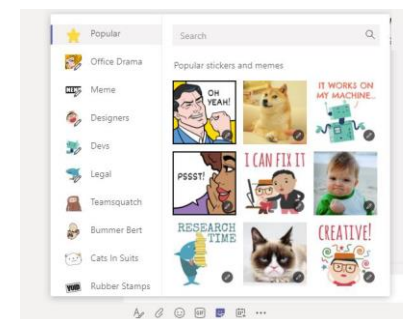 Popular
Office Drama
Meme
Designers
Devs
Legal
Teamsquatch
Bummer Bert
Cats In Suits
Rubber Stamps
Search
Popular stickers and memes
OH
YEAH!
IT WORKS ON
MY MACHINE...
PSSST!
I CAN FIX IT
RESEARCH
TIME
CREATIVE!
GIF